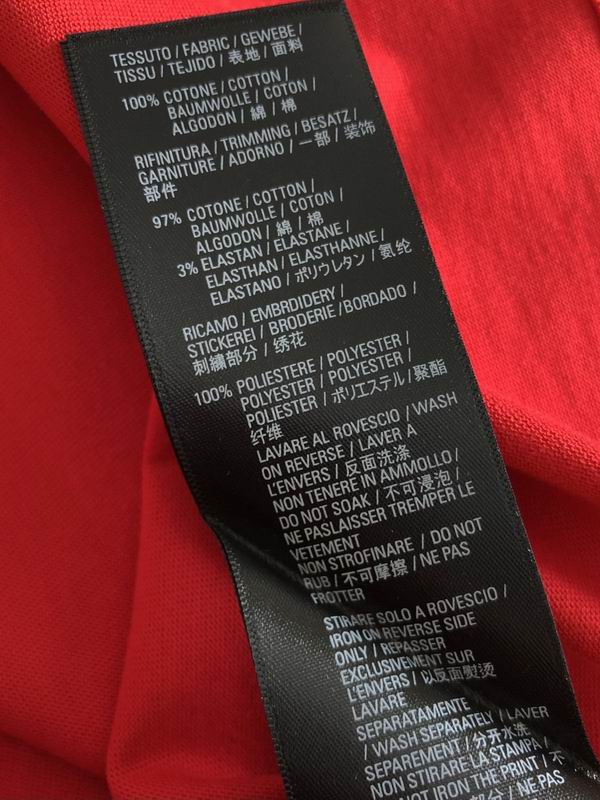 TESSUTO / FABRIC / GEWEBE /
TISSU / TEJIDO / 表地 / 面料
100% COTONE / COTTON /
BAUMWOLLE / COTON /
ALGODON / 綿 / 棉
RIFINITURA / TRIMMING / BESATZ /
GARNITURE / ADORNO / 一部 / 装饰
部件
97% COTONE / COTTON /
BAUMWOLLE / COTON /
ALGODON / 綿 / 棉
3% ELASTAN / ELASTANE /
ELASTHAN / ELASTHANNE /
ELASTANO / ポリウレタン / 氨纶
RICAMO / EMBRDIDERY /
STICKEREI / BRODERIE /BORDADO /
刺繍部分 / 绣花
100% POLIESTERE / POLYESTER /
POLYESTER / POLYESTER /
POLIESTER / ポリエステル / 聚酯
纤维
LAVARE AL ROVESCIO / WASH
ON REVERSE / LAVER A
L'ENVERS / 反面洗涤
NON TENERE IN AMMOLLO /
DO NOT SOAK / 不可浸泡 /
NE PASLAISSER TREMPER LE
VETEMENT
NON STROFINARE / DO NOT
RUB / 不可摩擦 / NE PAS
FROTTER
STIRARE SOLO A ROVESCIO /
IRON ON REVERSE SIDE
ONLY / REPASSER
EXCLUSIVEMENT SUR
L'ENVERS / 以反面熨烫
LAVARE
SEPARATAMENTE
/ WASH SEPARATELY / LAVER
SEPAREMENT / 分开水洗
NON STIRARE LA STAMPA /
NOT IRON THE PRINT / 不
NE PAS